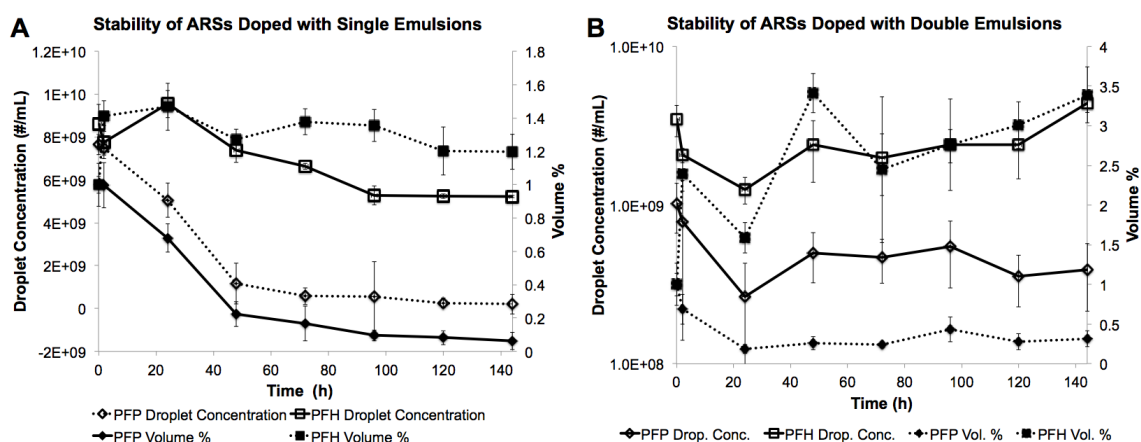 A
Stability of ARSs Doped with Single Emulsions
Droplet Concentration (#/mL)
1.2E+10
1E+10
8E+09
6E+09
4E+09
2E+09
0
-2E+09
1.8
1.6
1.4
1.2
1
0.8
0.6
0.4
0.2
0
Volume %
0 20 40 60 80 100 120 140
Time (h)
PFP Droplet Concentration PFH Droplet Concentration
PFP Volume % PFH Volume %
B
Stability of ARSs Doped with Double Emulsions
Droplet Concentration (#/mL)
1.0E+10
1.0E+09
1.0E+08
4
3.5
3
2.5
2
1.5
1
0.5
0
Volume %
0 20 40 60 80 100 120 140
Time (h)
PFP Drop. Conc. PFH Drop. Conc. PFP Vol. % PFH Vol. %